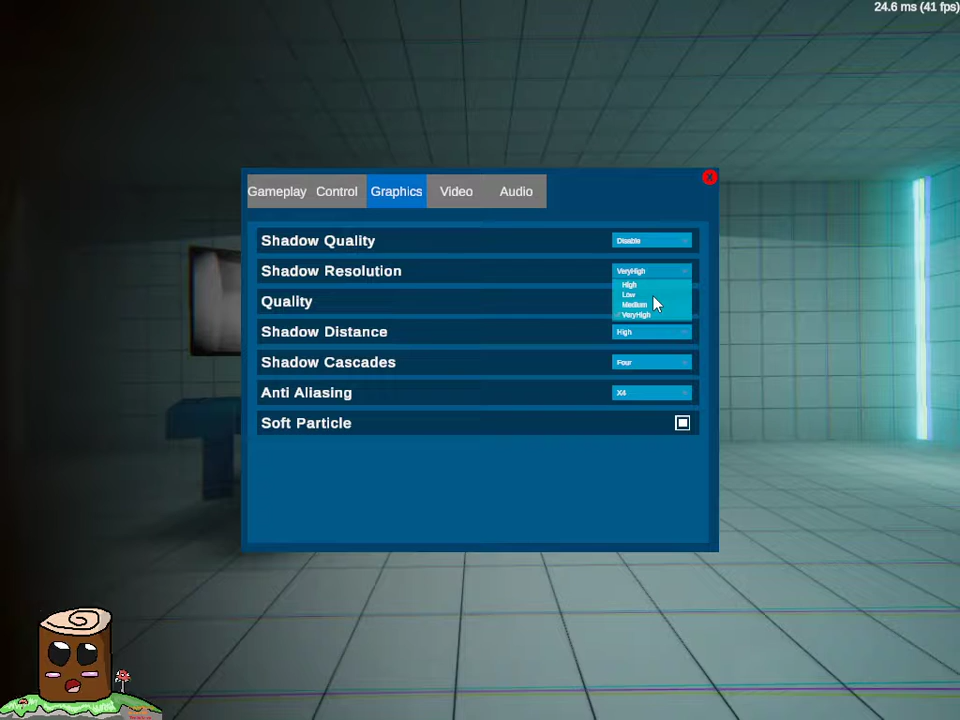 24.6 ms (41 fps)
X
Gameplay Control Graphics Video Audio
Shadow Quality Disable
Shadow Resolution VeryHigh
High
Low
Quality
Medium
VeryHigh
Shadow Distance High
Shadow Cascades Four
Anti Aliasing X4
Soft Particle